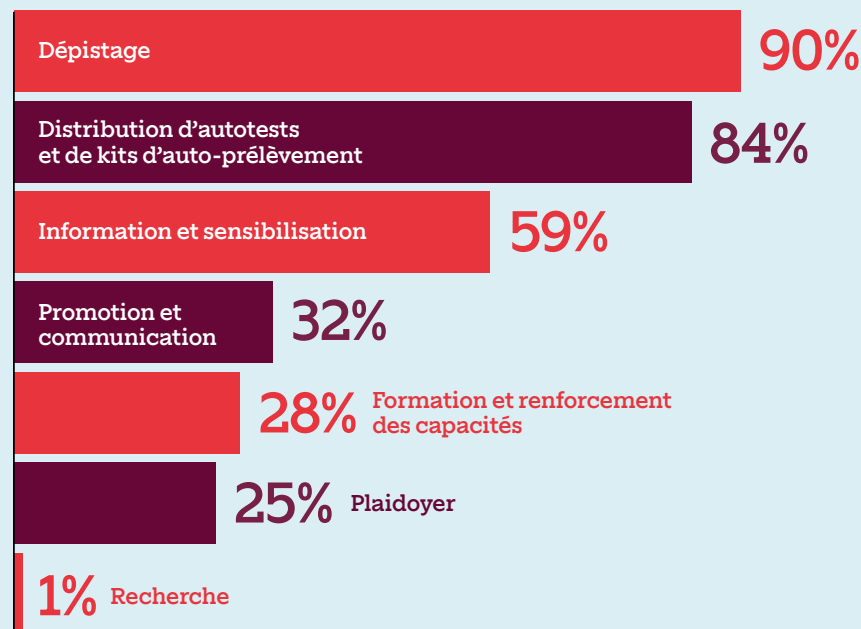 Dépistage
90%
Distribution d’autotests
et de kits d’auto-prélèvement
84%
Information et sensibilisation
59%
Promotion et
communication
32%
28%
Formation et renforcement
des capacités
25%
Plaidoyer
1%
Recherche